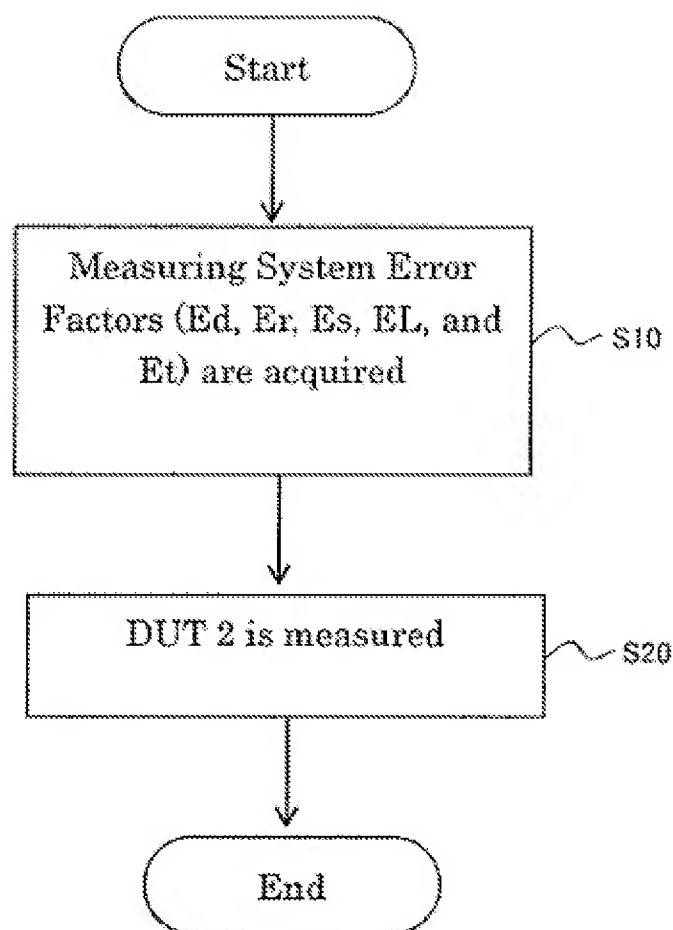 Start
Measuring System Error
Factors (Ed, Er, Es, EL, and
Et) are acquired
S10
DUT 2 is measured
S20
End